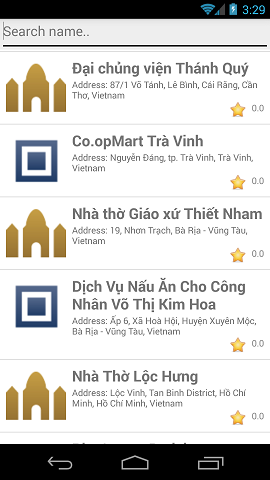 3:29
Search name..
Đại chủng viện Thánh Quý
Address: 87/1 Võ Tánh, Lê Bình, Cái Răng, Cần
Thơ, Vietnam
0.0
Co.opMart Trà Vinh
Address: Nguyễn Đáng, tp. Trà Vinh, Trà Vinh,
Vietnam
0.0
Nhà thờ Giáo xứ Thiết Nham
Address: 19, Nhơn Trạch, Bà Rịa - Vũng Tàu,
Vietnam
0.0
Dịch Vụ Nấu Ăn Cho Công
Nhân Võ Thị Kim Hoa
Address: Ấp 6, Xã Hoà Hội, Huyện Xuyên Mộc,
Bà Rịa - Vũng Tàu, Vietnam
0.0
Nhà Thờ Lộc Hưng
Address: Lộc Vinh, Tan Binh District, Hồ Chí
Minh, Hồ Chí Minh, Vietnam
0.0